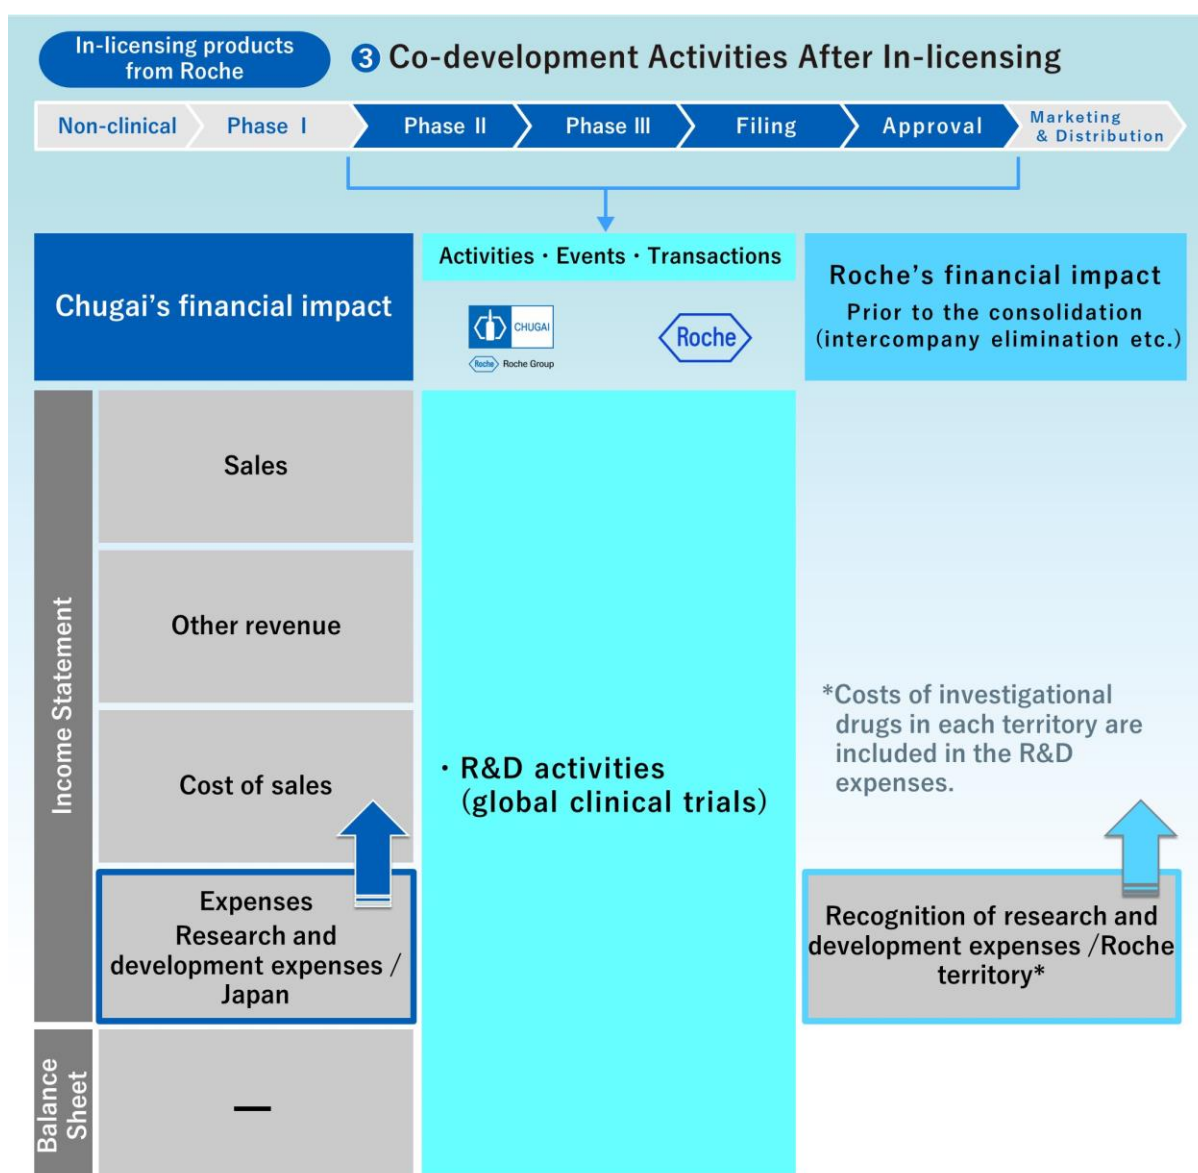 In-licensing products
from Roche
❸ Co-development Activities After In-licensing
Non-clinical
Phase Ⅰ
Phase Ⅱ
Phase Ⅲ
Filing
Approval
Marketing
& Distribution
Chugai's financial impact
Activities・Events・Transactions
CHUGAI
Roche Roche Group
Roche
Roche's financial impact
Prior to the consolidation
(intercompany elimination etc.)
Income Statement
Sales
Other revenue
Cost of sales
Expenses
Research and
development expenses /
Japan
・R&D activities
(global clinical trials)
*Costs of investigational
drugs in each territory are
included in the R&D
expenses.
Recognition of research and
development expenses /Roche
territory*
Balance
Sheet
—